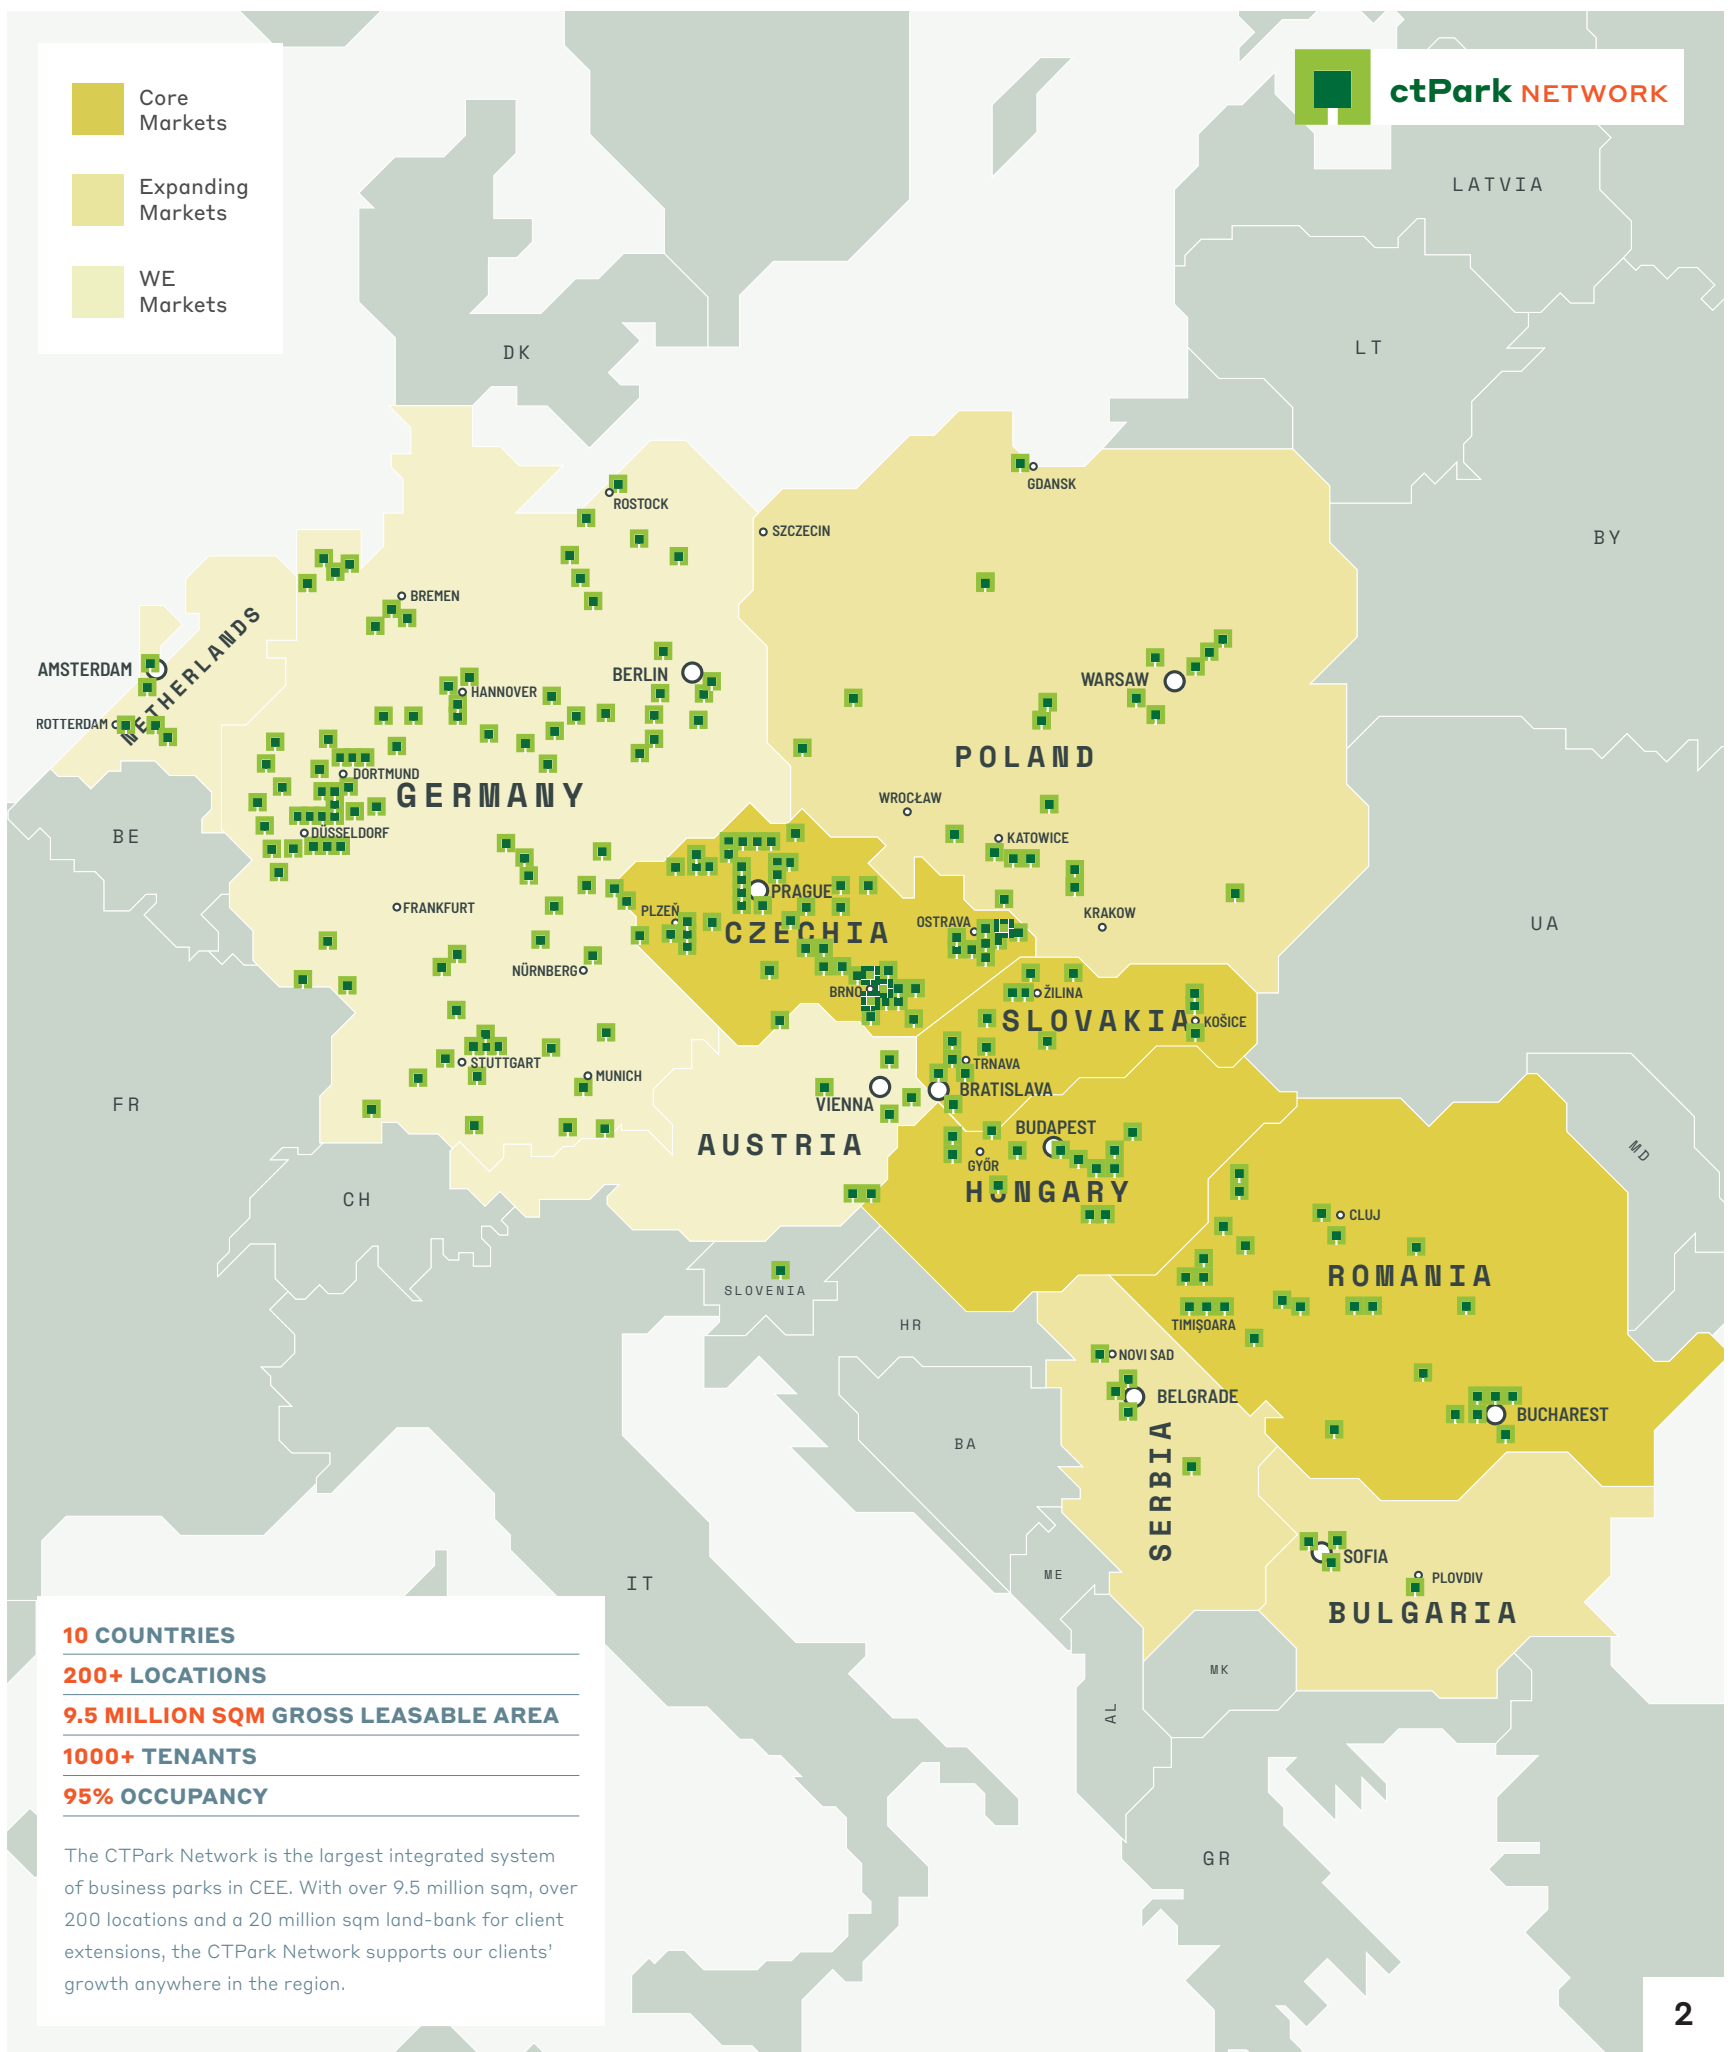 Core
Markets
Expanding
Markets
WE
Markets
ctPark NETWORK
LATVIA
LT
DK
BY
GDANSK
ROSTOCK
SZCZECIN
BREMEN
NETHERLANDS
AMSTERDAM
BERLIN
WARSAW
HANNOVER
ROTTERDAM
POLAND
DORTMUND
GERMANY
WROCŁAW
BE
DÜSSELDORF
KATOWICE
PRAGUE
FRANKFURT
PLZEŇ
KRAKOW
OSTRAVA
UA
CZECHIA
NÜRNBERG
BRNO
ŽILINA
SLOVAKIA
KOŠICE
STUTTGART
TRNAVA
MUNICH
BRATISLAVA
FR
VIENNA
BUDAPEST
AUSTRIA
MD
GYŐR
HUNGARY
CH
CLUJ
ROMANIA
SLOVENIA
HR
TIMIŞOARA
NOVI SAD
BELGRADE
BUCHAREST
BA
SERBIA
SOFIA
ME
PLOVDIV
IT
BULGARIA
MK
AL
GR
10 COUNTRIES
200+ LOCATIONS
9.5 MILLION SQM GROSS LEASABLE AREA
1000+ TENANTS
95% OCCUPANCY
The CTPark Network is the largest integrated system
of business parks in CEE. With over 9.5 million sqm, over
200 locations and a 20 million sqm land-bank for client
extensions, the CTPark Network supports our clients'
growth anywhere in the region.
2